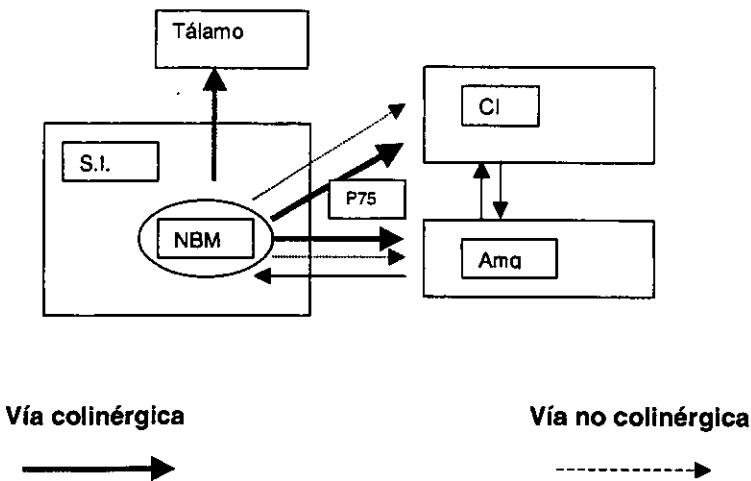 Tálamo
CI
S.I.
P75
NBM
Amg
Vía colinérgica
Vía no colinérgica